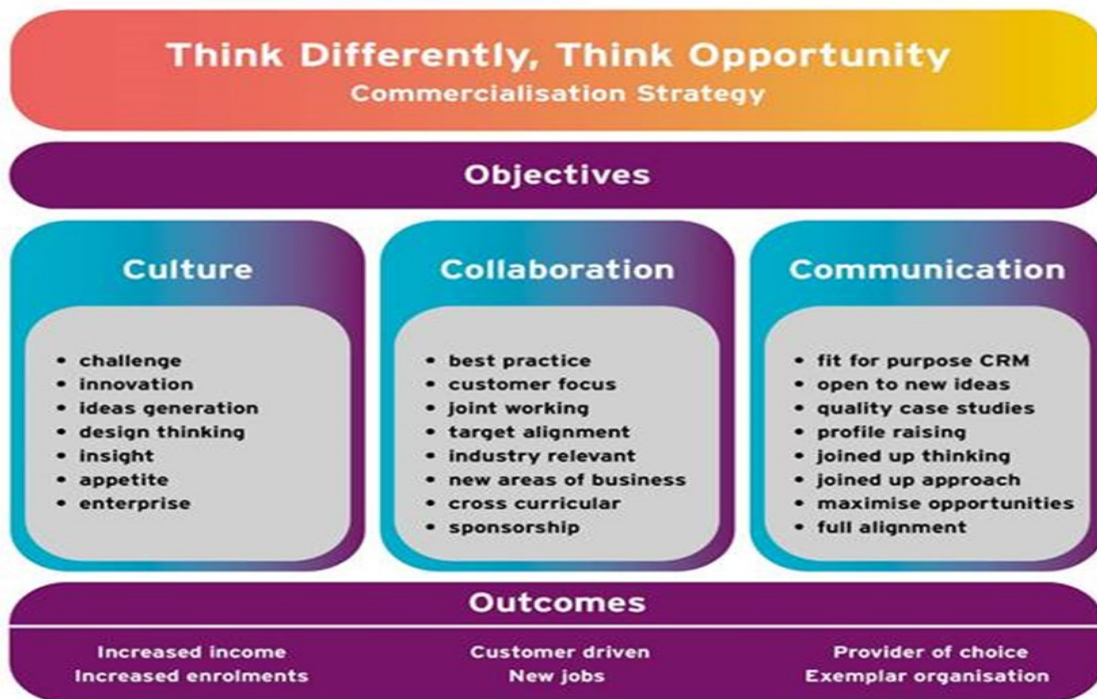 Think Differently, Think Opportunity
Commercialisation Strategy
Objectives
Culture
• challenge
• innovation
• ideas generation
• design thinking
• insight
• appetite
• enterprise
Collaboration
• best practice
• customer focus
• joint working
• target alignment
• industry relevant
• new areas of business
• cross curricular
• sponsorship
Communication
• fit for purpose CRM
• open to new ideas
• quality case studies
• profile raising
• joined up thinking
• joined up approach
• maximise opportunities
• full alignment
Outcomes
Increased income
Increased enrolments
Customer driven
New jobs
Provider of choice
Exemplar organisation